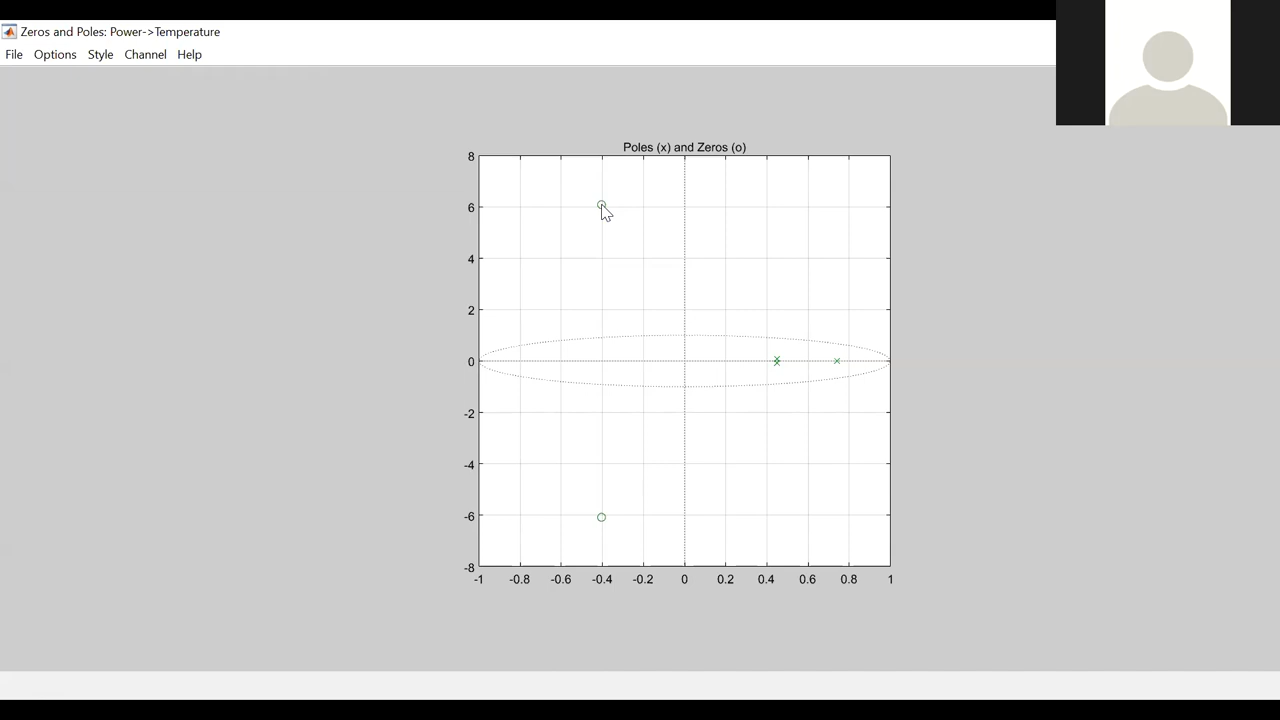 Zeros and Poles: Power->Temperature
File Options Style Channel Help
Poles (x) and Zeros (o)
8
6
4
2
0
-2
-4
-6
-8
-1 -0.8 -0.6 -0.4 -0.2 0 0.2 0.4 0.6 0.8 1